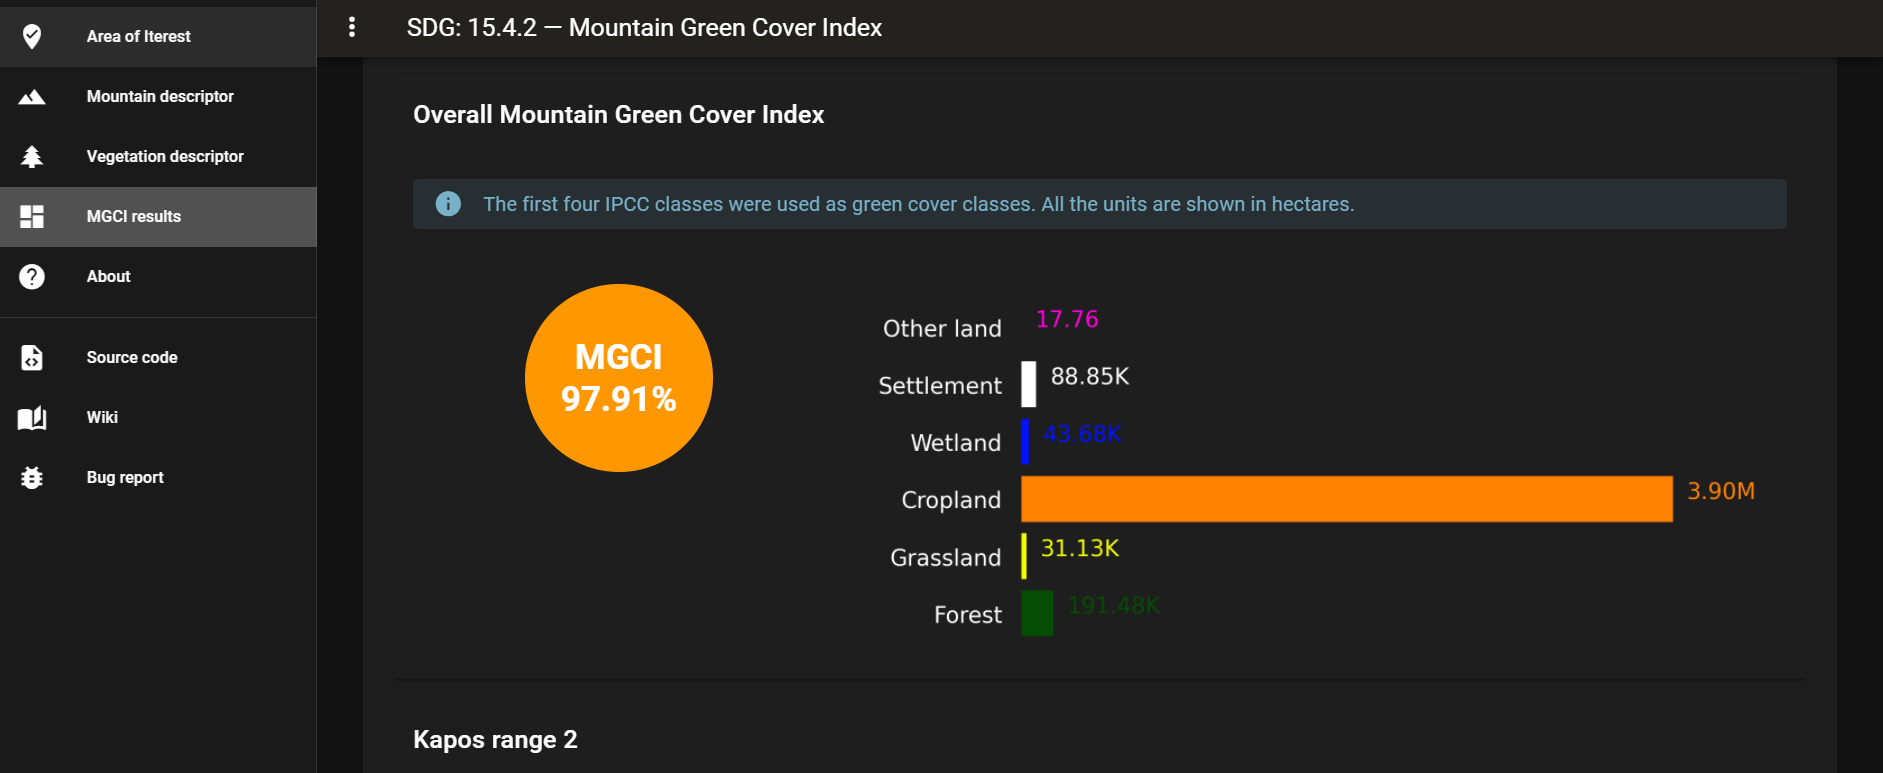 Area of Iterest
Mountain descriptor
Vegetation descriptor
MGCI results
About
Source code
Wiki
Bug report
SDG: 15.4.2 — Mountain Green Cover Index
Overall Mountain Green Cover Index
The first four IPCC classes were used as green cover classes. All the units are shown in hectares.
MGCI
97.91%
Other land 17.76
Settlement 88.85K
Wetland 43.68K
Cropland 3.90M
Grassland 31.13K
Forest 191.48K
Kapos range 2